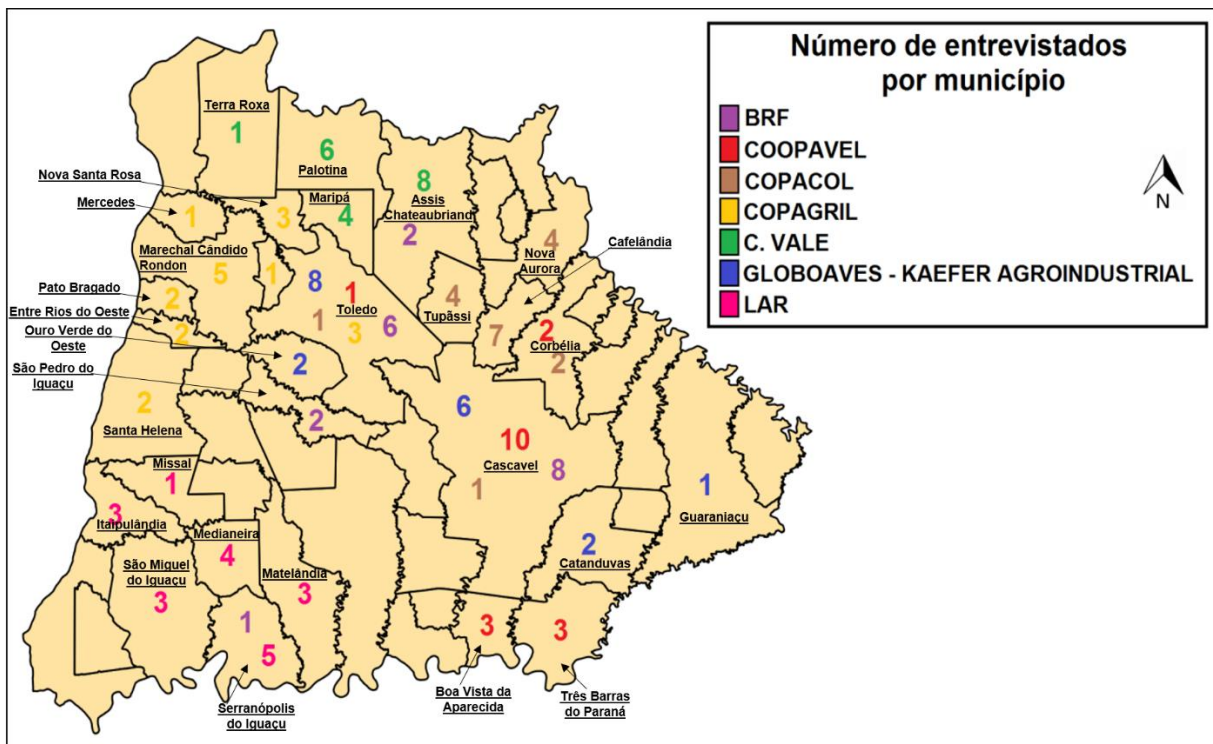 Número de entrevistados
por município
BRF
COOPAVEL
COPACOL
COPAGRIL
C. VALE
GLOBOAVES - KAEFER AGROINDUSTRIAL
LAR
N
Terra Roxa
1
6
Palotina
Nova Santa Rosa
3
Maripá
4
8
Assis
Chateaubriand
2
Mercedes
1
4
Nova
Aurora
Cafelândia
Marechal Cândido
Rondon
5
1
8
1
Toledo
1
3
6
4
Tupãssi
7
2
Corbélia
2
Pato Bragado
2
Entre Rios do Oeste
2
Ouro Verde do
Oeste
2
São Pedro do
Iguaçu
2
2
Santa Helena
6
10
Cascavel
8
1
Missal
1
3
Itaipulândia
1
Guaraniaçu
Medianeira
4
2
Catanduvas
São Miguel
do Iguaçu
3
Matelândia
3
1
5
Serranópolis
do Iguaçu
3
Boa Vista da
Aparecida
3
Três Barras
do Paraná